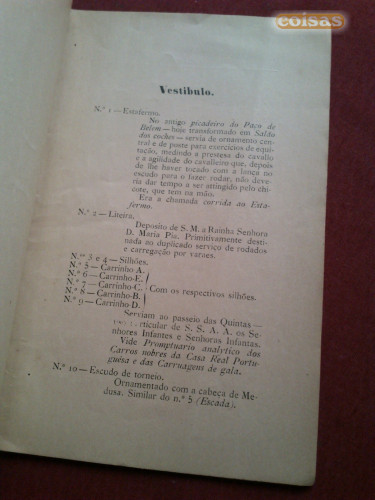 coisas
Vestibulo.
N.º 1 — Estafermo.
No antigo picadeiro do Paço de
Belem — hoje transformado em Salão
dos coches — servia de ornamento cen-
tral e de poste para exercicios de equi-
tação, medindo a presteza do cavallo
e a agilidade do cavalleiro que, depois
de lhe haver tocado com a lança no
escudo para o fazer rodar, não deve-
ria dar tempo a ser attingido pelo chi-
cote, que tem na mão.
Era a chamada corrida ao Esta-
fermo.
N.º 2 — Liteira.
Deposito de S. M. a Rainha Senhora
D. Maria Pia. Primitivamente desti-
nada ao duplicado serviço de rodados
e carregação por varaes.
N.os 3 e 4 — Silhões.
N.º 5 — Carrinho A.
N.º 6 — Carrinho-E.
N.º 7 — Carrinho-C.
N.º 8 — Carrinho-B.
N.º 9 — Carrinho-D.
Com os respectivos silhões.
Serviam ao passeio das Quintas —
articular de S. S. A. A. os Se-
nhores Infantes e Senhoras Infantas.
Vide Promptuario analytico dos
Carros nobres da Casa Real Portu-
guêsa e das Carruagens de gala.
N.º 10 — Escudo de torneio.
Ornamentado com a cabeça de Me-
dusa. Similar do n.º 5 (Escada).